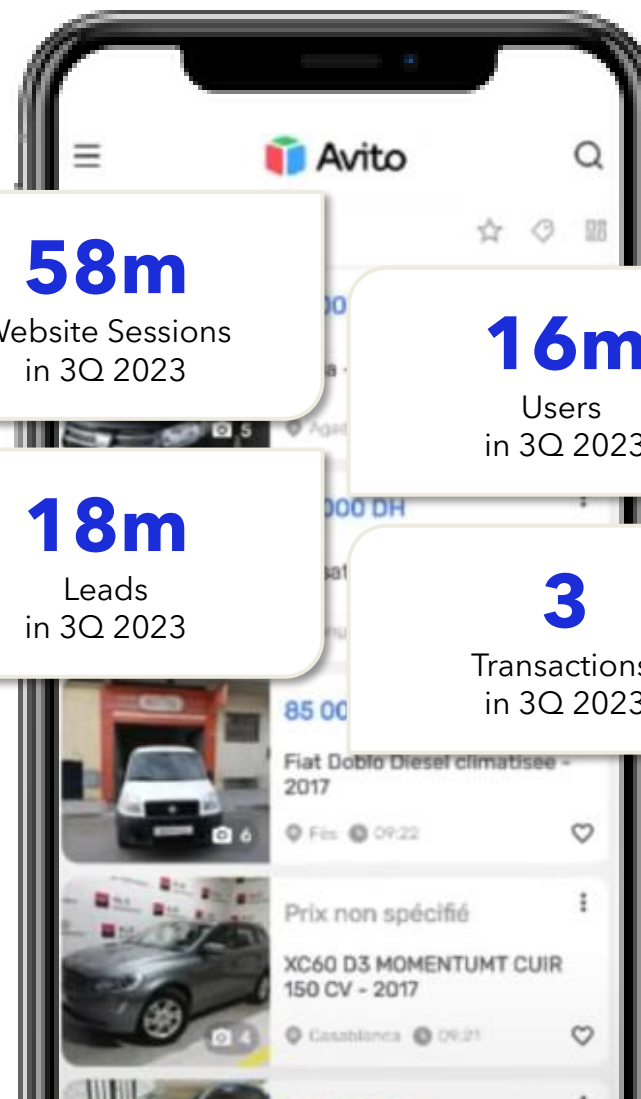 Avito
58m
Website Sessions
in 3Q 2023
16m
Users
in 3Q 2023
5
000 DH
18m
Leads
in 3Q 2023
3
Transactions
in 3Q 2023
85 00
Fiat Doblo Diesel climatisée -
2017
6
Fès 09:22
Prix non spécifié
XC60 D3 MOMENTUMT CUIR
150 CV - 2017
4
Casablanca 09:21